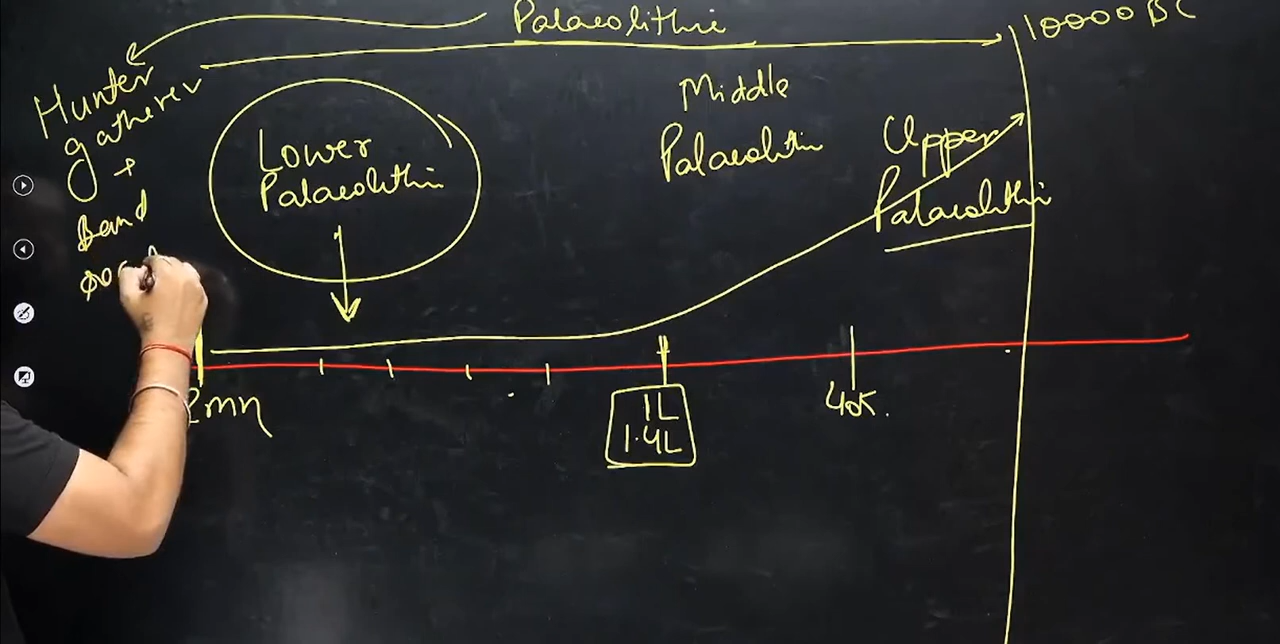 Palaeolithic
10000 BC
Hunter
gatherer
+
Band
Lower
Palaeolithic
Middle
Palaeolithic
Upper
Palaeolithic
2mn
1L
1.4L
40K.